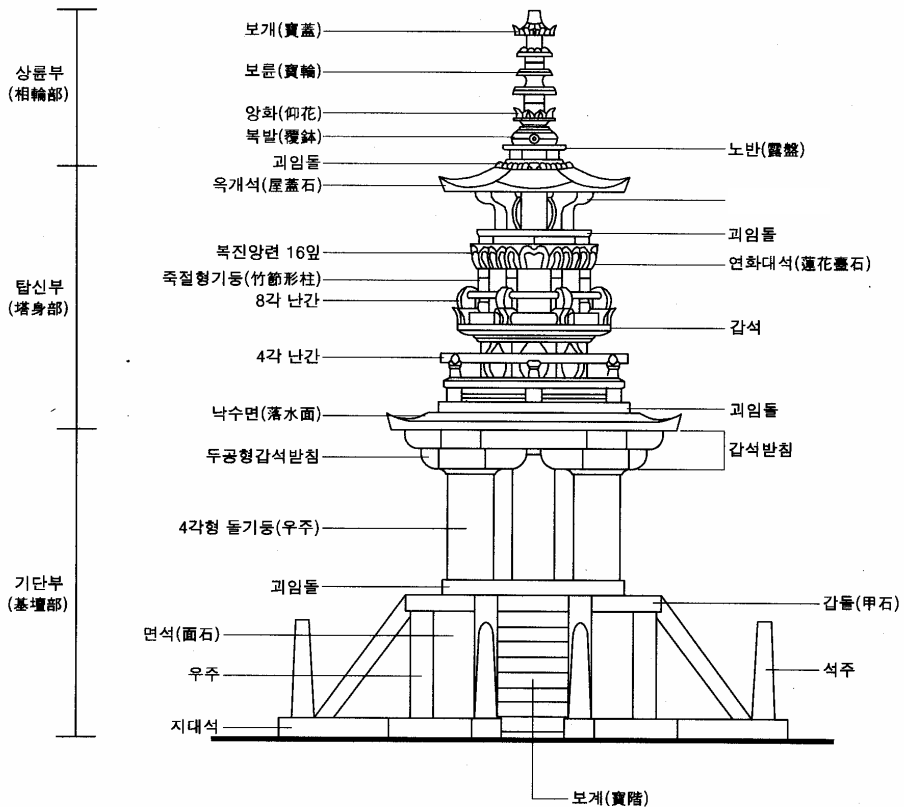 보개(寶蓋)
보륜(寶輪)
상륜부
(相輪部)
앙화(仰花)
복발(覆鉢)
노반(露盤)
괴임돌
옥개석(屋蓋石)
괴임돌
복진앙련 16잎
연화대석(蓮花臺石)
죽절형기둥(竹節形柱)
탑신부
(塔身部)
8각 난간
갑석
4각 난간
낙수면(落水面)
괴임돌
두공형갑석받침
갑석받침
4각형 돌기둥(우주)
기단부
(基壇部)
괴임돌
갑돌(甲石)
면석(面石)
우주
석주
지대석
보계(寶階)